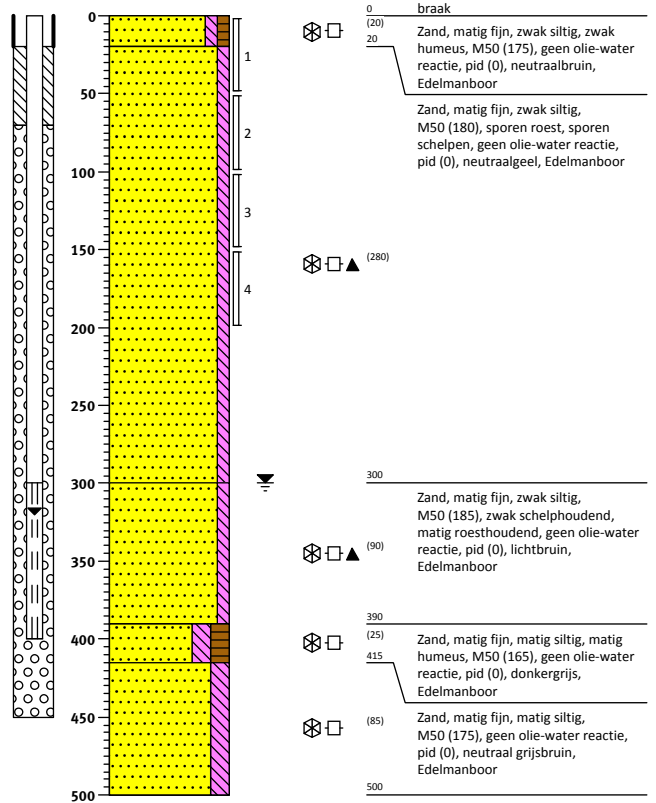 0
50
100
150
200
250
300
350
400
450
500
1
2
3
4
0
braak
(20)
Zand, matig fijn, zwak siltig, zwak
humeus, M50 (175), geen olie-water
reactie, pid (0), neutraalbruin,
Edelmanboor
20
Zand, matig fijn, zwak siltig,
M50 (180), sporen roest, sporen
schelpen, geen olie-water reactie,
pid (0), neutraalgeel, Edelmanboor
(280)
300
Zand, matig fijn, zwak siltig,
M50 (185), zwak schelphoudend,
matig roesthoudend, geen olie-water
reactie, pid (0), lichtbruin,
Edelmanboor
(90)
390
(25)
Zand, matig fijn, matig siltig, matig
humeus, M50 (165), geen olie-water
reactie, pid (0), donkergrijs,
Edelmanboor
415
Zand, matig fijn, matig siltig,
M50 (175), geen olie-water reactie,
pid (0), neutraal grijsbruin,
Edelmanboor
(85)
500